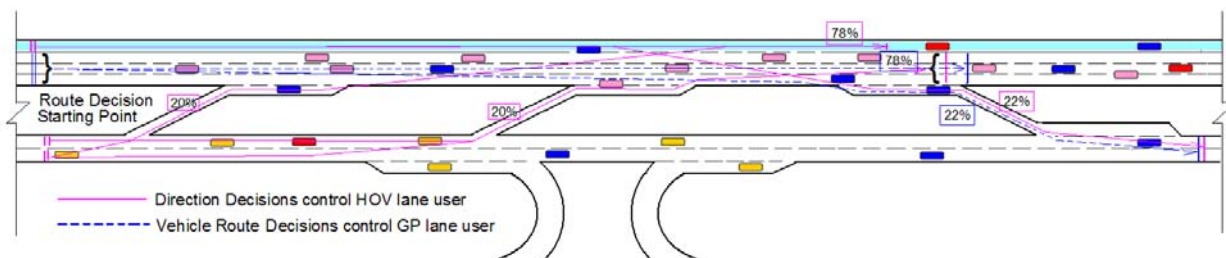 78%
78%
Route Decision
Starting Point
20%
20%
22%
22%
Direction Decisions control HOV lane user
Vehicle Route Decisions control GP lane user